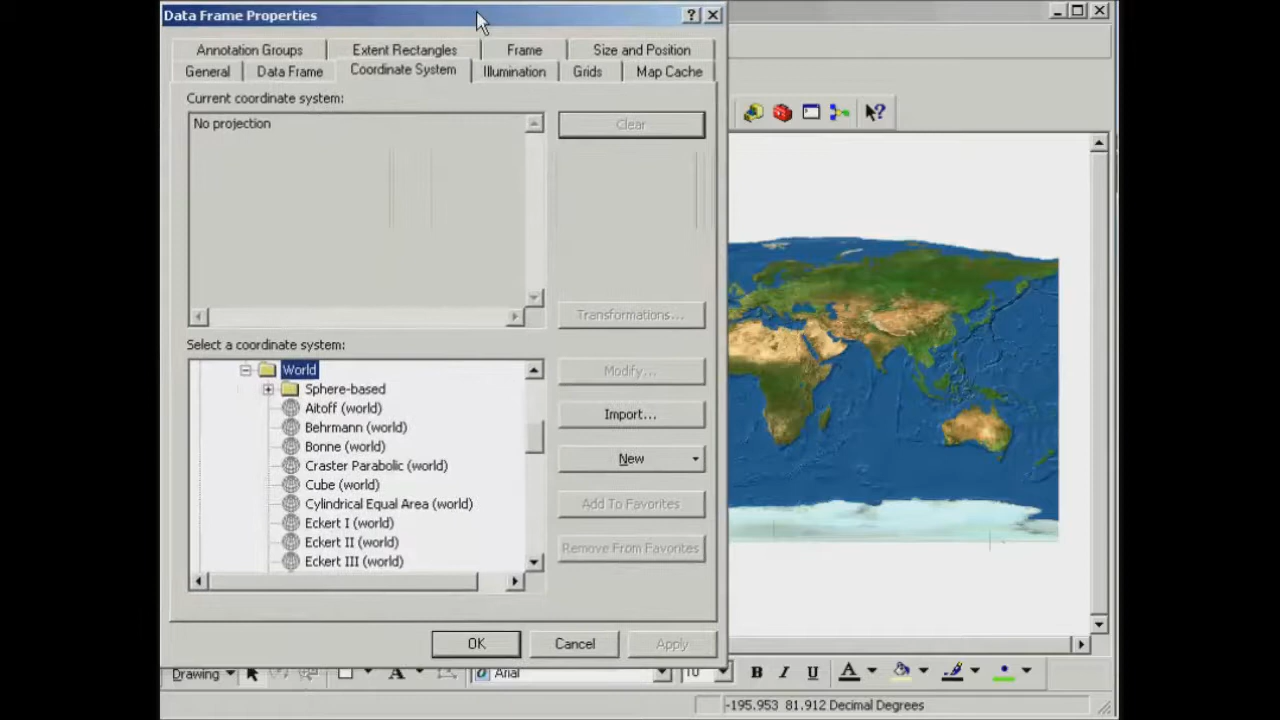 Data Frame Properties
Annotation Groups Extent Rectangles Frame Size and Position
General Data Frame Coordinate System Illumination Grids Map Cache
Current coordinate system:
No projection
Clear
Transformations...
Select a coordinate system:
World
Sphere-based
Aitoff (world)
Behrmann (world)
Bonne (world)
Craster Parabolic (world)
Cube (world)
Cylindrical Equal Area (world)
Eckert I (world)
Eckert II (world)
Eckert III (world)
Modify...
Import...
New
Add To Favorites
Remove From Favorites
OK Cancel Apply
Drawing A Arial 10 B I U A
-195.953 81.912 Decimal Degrees